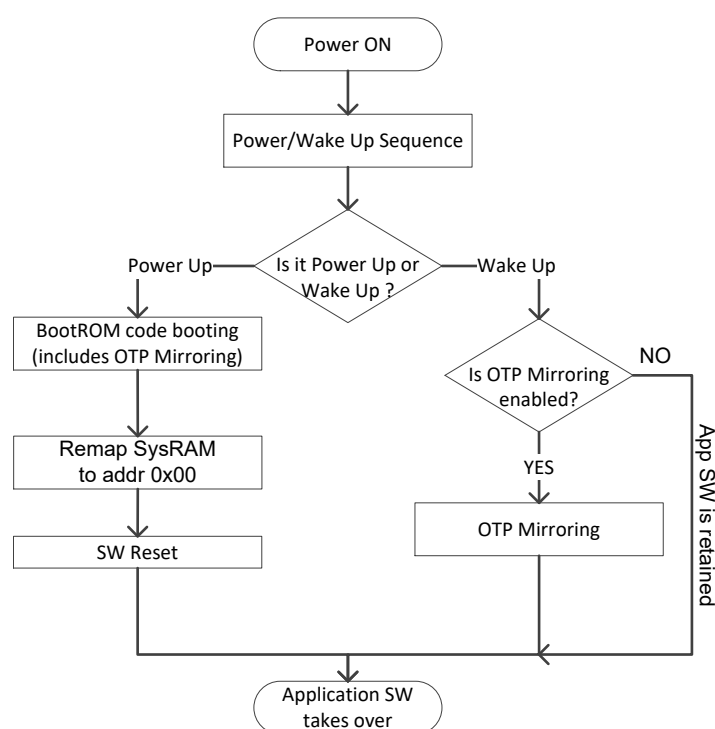 Power ON
Power/Wake Up Sequence
Is it Power Up or
Wake Up ?
Power Up
Wake Up
BootROM code booting
(includes OTP Mirroring)
Is OTP Mirroring
enabled?
NO
Remap SysRAM
to addr 0x00
YES
App SW is retained
SW Reset
OTP Mirroring
Application SW
takes over